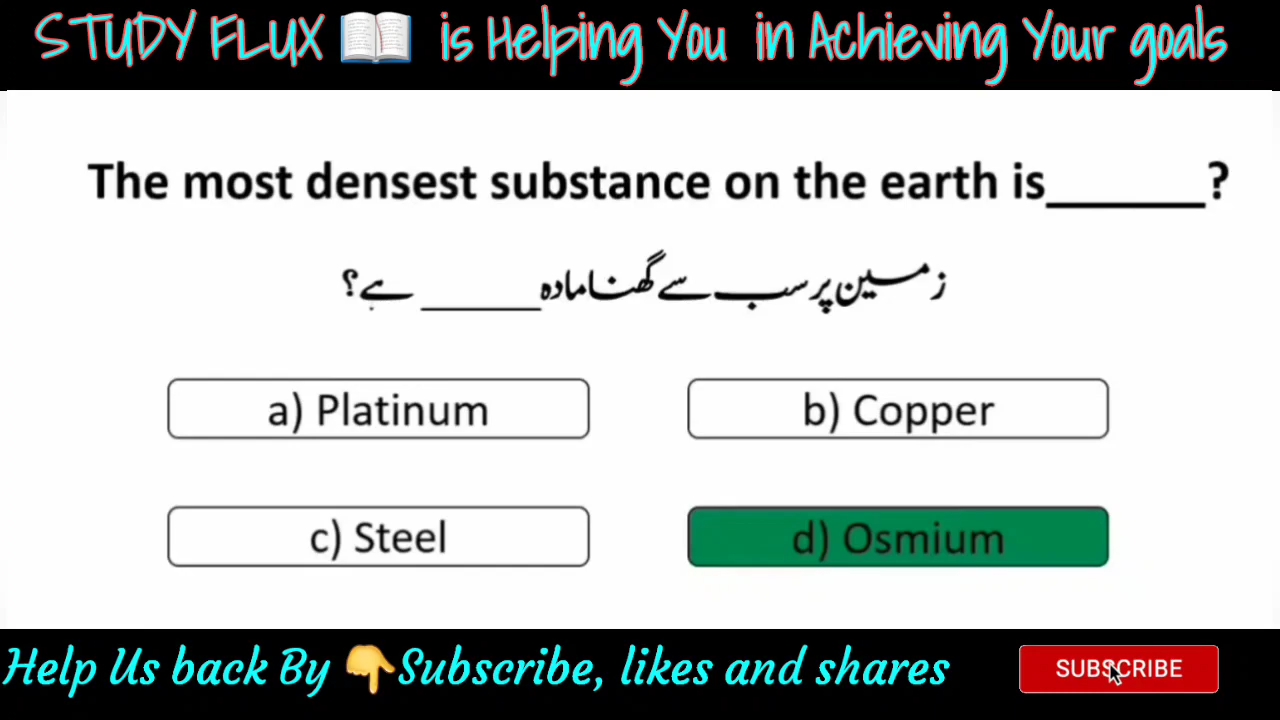 STUDY FLUX 📖 is Helping You in Achieving Your goals
The most densest substance on the earth is______?
زمین پر سب سے گھنا مادہ ______ ہے؟
a) Platinum
b) Copper
c) Steel
d) Osmium
Help Us back By 👇Subscribe, likes and shares
SUBSCRIBE